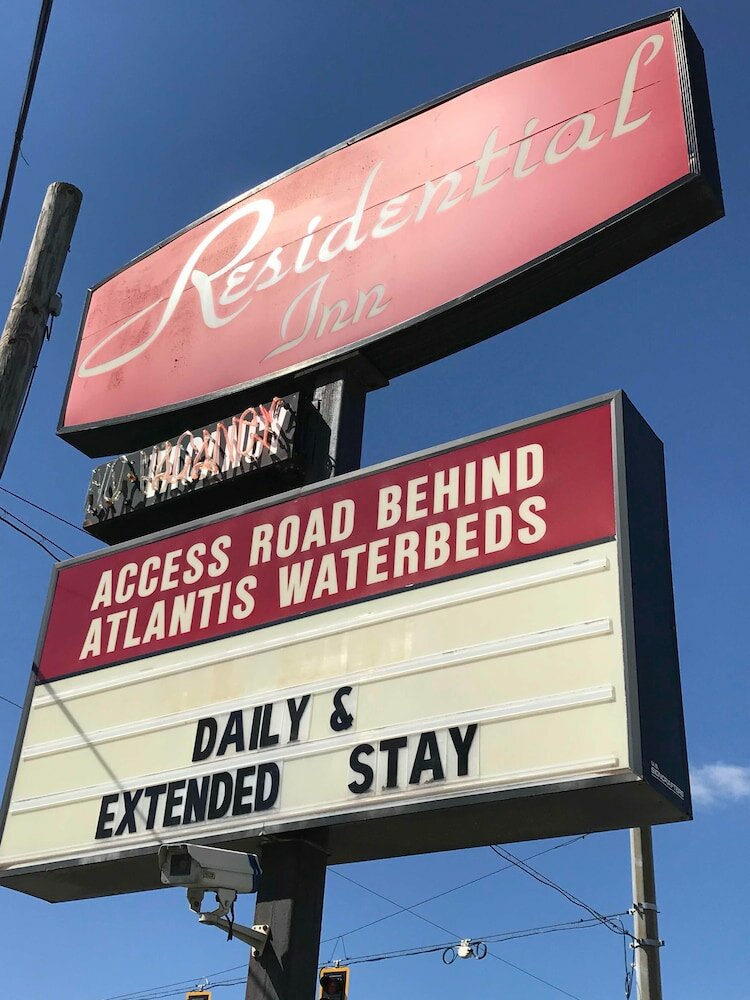 Residential
Inn
VACANCY
ACCESS ROAD BEHIND
ATLANTIS WATERBEDS
DAILY &
EXTENDED STAY